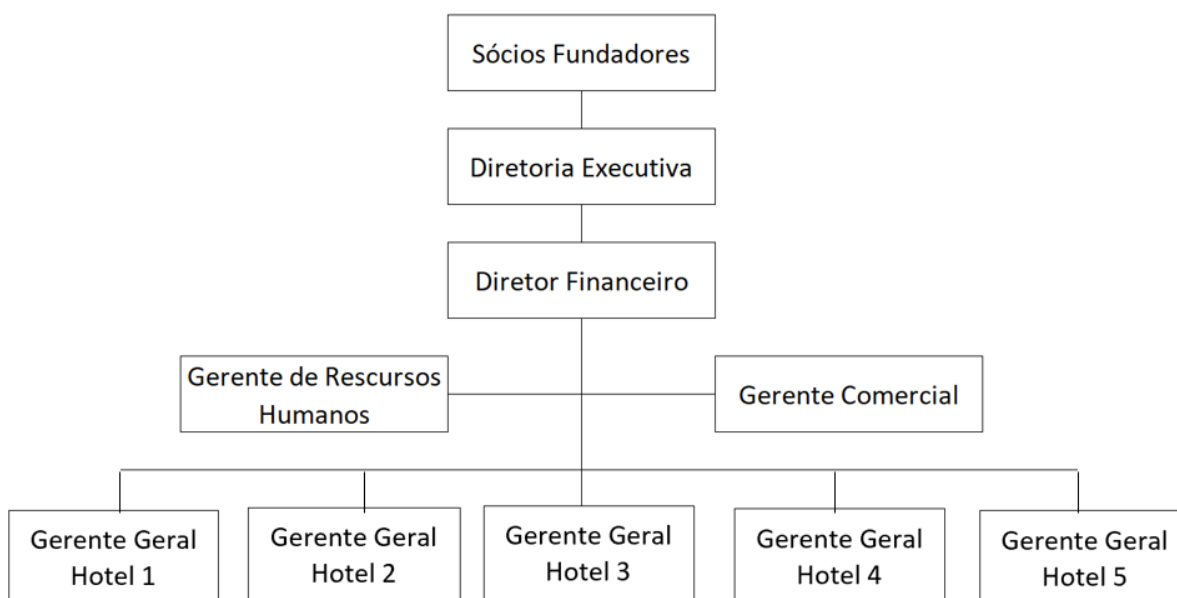 Sócios Fundadores
Diretoria Executiva
Diretor Financeiro
Gerente de Rescursos
Humanos
Gerente Comercial
Gerente Geral
Hotel 1
Gerente Geral
Hotel 2
Gerente Geral
Hotel 3
Gerente Geral
Hotel 4
Gerente Geral
Hotel 5